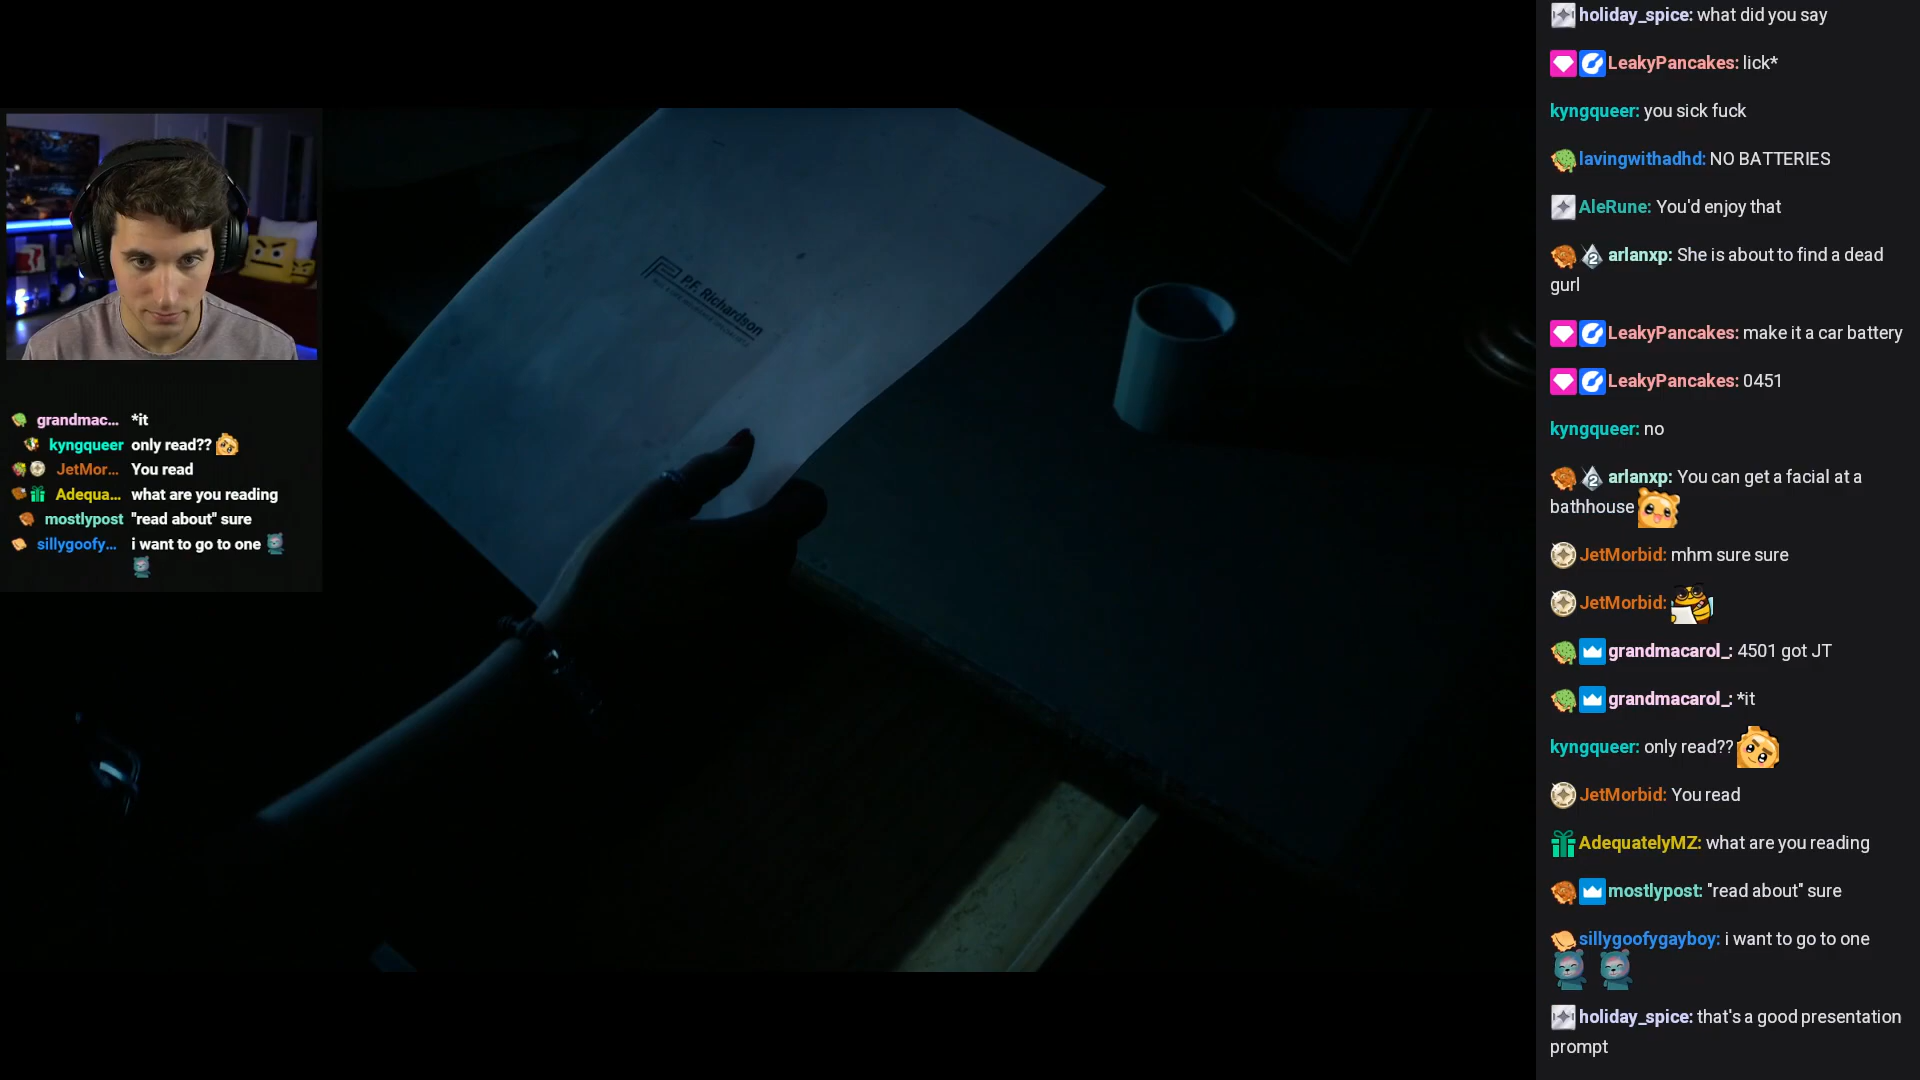 P.F. Richardson
grandmac... *it
kyngqueer only read??
JetMor... You read
Adequa... what are you reading
mostlypost "read about" sure
sillygoofy... i want to go to one
holiday_spice: what did you say
LeakyPancakes: lick*
kyngqueer: you sick fuck
lavingwithadhd: NO BATTERIES
AleRune: You'd enjoy that
2 arlanxp: She is about to find a dead
gurl
LeakyPancakes: make it a car battery
LeakyPancakes: 0451
kyngqueer: no
2 arlanxp: You can get a facial at a
bathhouse
JetMorbid: mhm sure sure
JetMorbid:
grandmacarol_: 4501 got JT
grandmacarol_: *it
kyngqueer: only read??
JetMorbid: You read
AdequatelyMZ: what are you reading
mostlypost: "read about" sure
sillygoofygayboy: i want to go to one
holiday_spice: that's a good presentation
prompt